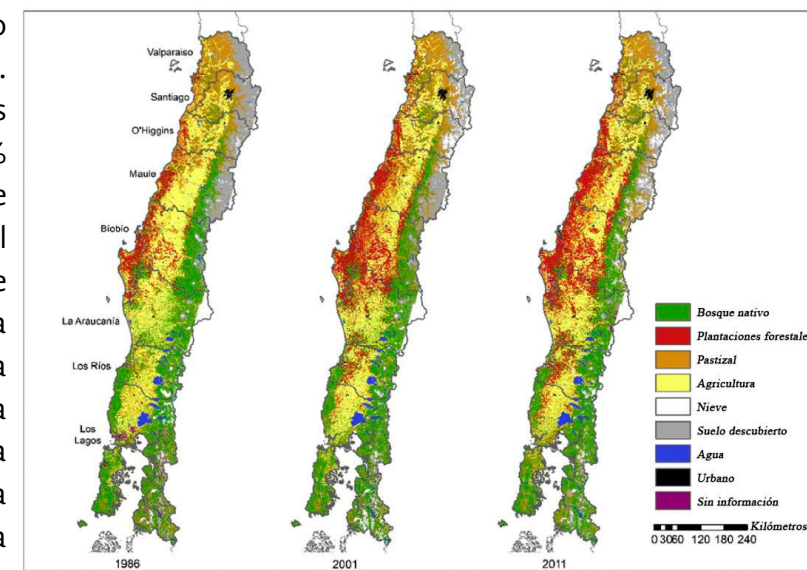 o
.
s
%
e
l
e
a
a
a
a
a
a
Valparaiso
Santiago
O'Higgins
Maule
Bíobío
La Araucanía
Los Ríos
Los
Lagos
Bosque nativo
Plantaciones forestale
Pastizal
Agricultura
Nieve
Suelo descubierto
Agua
Urbano
Sin información
Kilómetros
0 30 60 120 180 240
1986
2001
2011